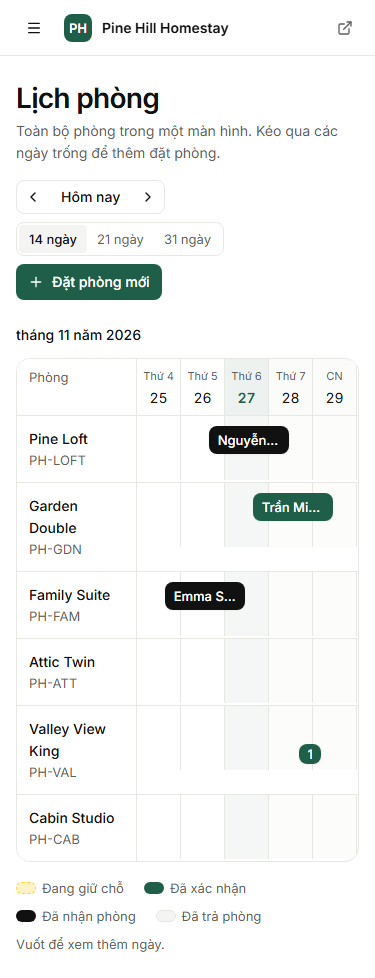 PH Pine Hill Homestay
Lịch phòng
Toàn bộ phòng trong một màn hình. Kéo qua các
ngày trống để thêm đặt phòng.
Hôm nay
14 ngày 21 ngày 31 ngày
+ Đặt phòng mới
tháng 11 năm 2026
Phòng Thứ 4 Thứ 5 Thứ 6 Thứ 7 CN
25 26 27 28 29
Pine Loft
PH-LOFT
Nguyễn...
Garden
Double
PH-GDN
Trần Mi...
Family Suite
PH-FAM
Emma S...
Attic Twin
PH-ATT
Valley View
King
PH-VAL
1
Cabin Studio
PH-CAB
Đang giữ chỗ Đã xác nhận
Đã nhận phòng Đã trả phòng
Vuốt để xem thêm ngày.